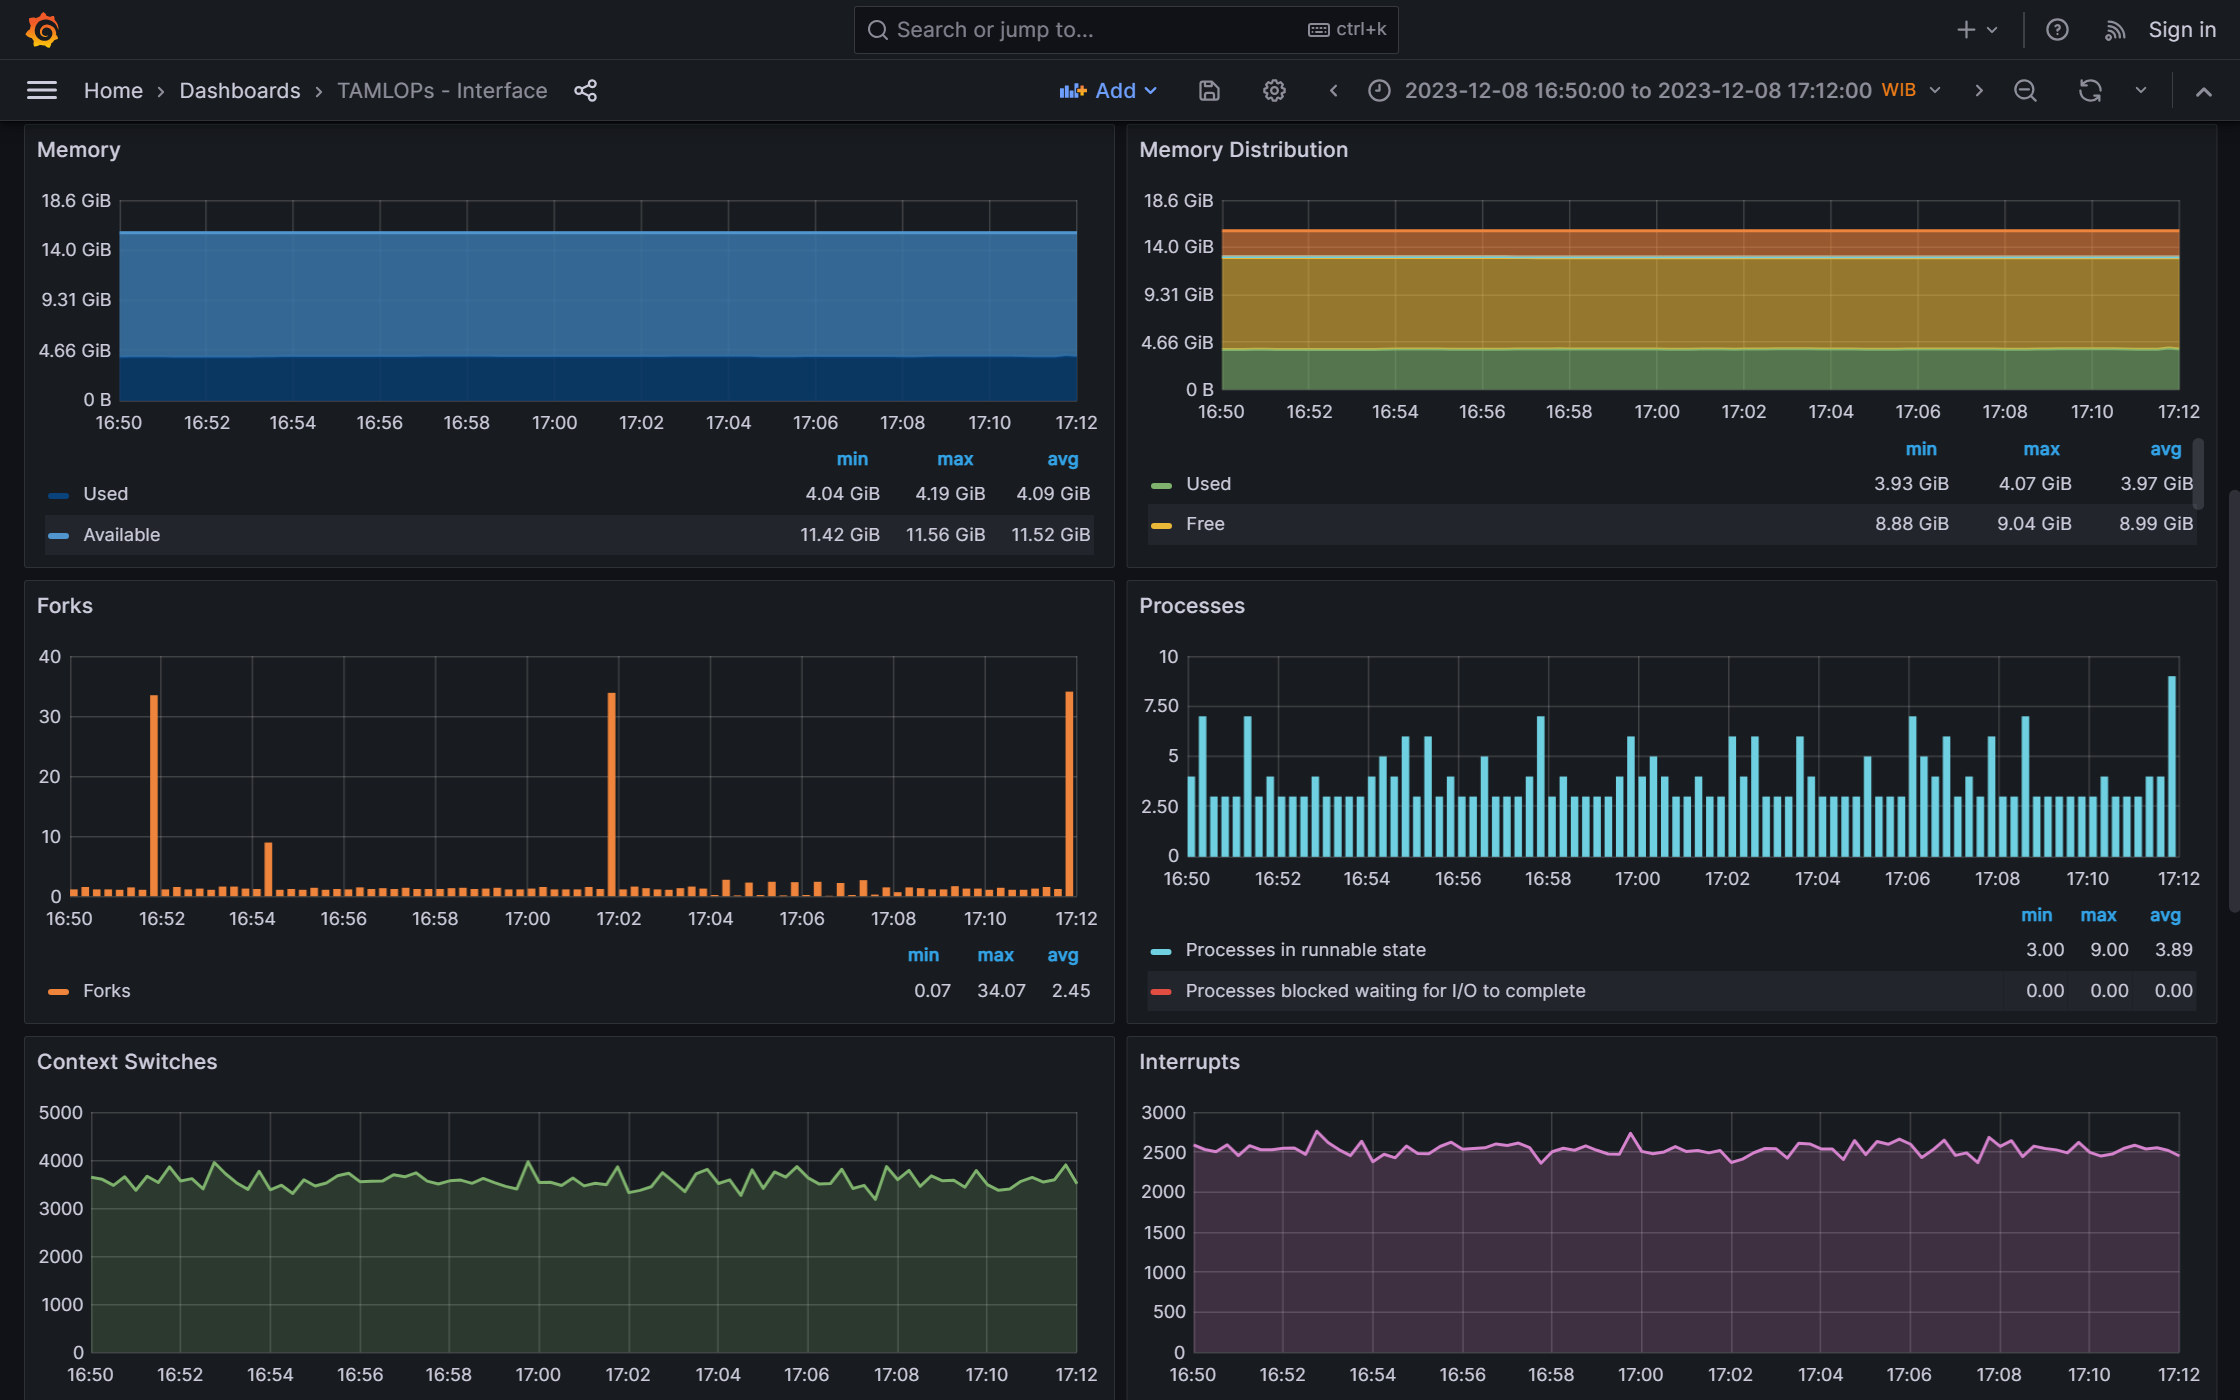 Search or jump to... ctrl+k Sign in
Home › Dashboards › TAMLOPs - Interface Add 2023-12-08 16:50:00 to 2023-12-08 17:12:00 WIB
Memory
18.6 GiB
14.0 GiB
9.31 GiB
4.66 GiB
0 B
16:50 16:52 16:54 16:56 16:58 17:00 17:02 17:04 17:06 17:08 17:10 17:12
min max avg
Used 4.04 GiB 4.19 GiB 4.09 GiB
Available 11.42 GiB 11.56 GiB 11.52 GiB
Memory Distribution
18.6 GiB
14.0 GiB
9.31 GiB
4.66 GiB
0 B
16:50 16:52 16:54 16:56 16:58 17:00 17:02 17:04 17:06 17:08 17:10 17:12
min max avg
Used 3.93 GiB 4.07 GiB 3.97 GiB
Free 8.88 GiB 9.04 GiB 8.99 GiB
Forks
40
30
20
10
0
16:50 16:52 16:54 16:56 16:58 17:00 17:02 17:04 17:06 17:08 17:10 17:12
min max avg
Forks 0.07 34.07 2.45
Processes
10
7.50
5
2.50
0
16:50 16:52 16:54 16:56 16:58 17:00 17:02 17:04 17:06 17:08 17:10 17:12
min max avg
Processes in runnable state 3.00 9.00 3.89
Processes blocked waiting for I/O to complete 0.00 0.00 0.00
Context Switches
5000
4000
3000
2000
1000
0
16:50 16:52 16:54 16:56 16:58 17:00 17:02 17:04 17:06 17:08 17:10 17:12
Interrupts
3000
2500
2000
1500
1000
500
0
16:50 16:52 16:54 16:56 16:58 17:00 17:02 17:04 17:06 17:08 17:10 17:12